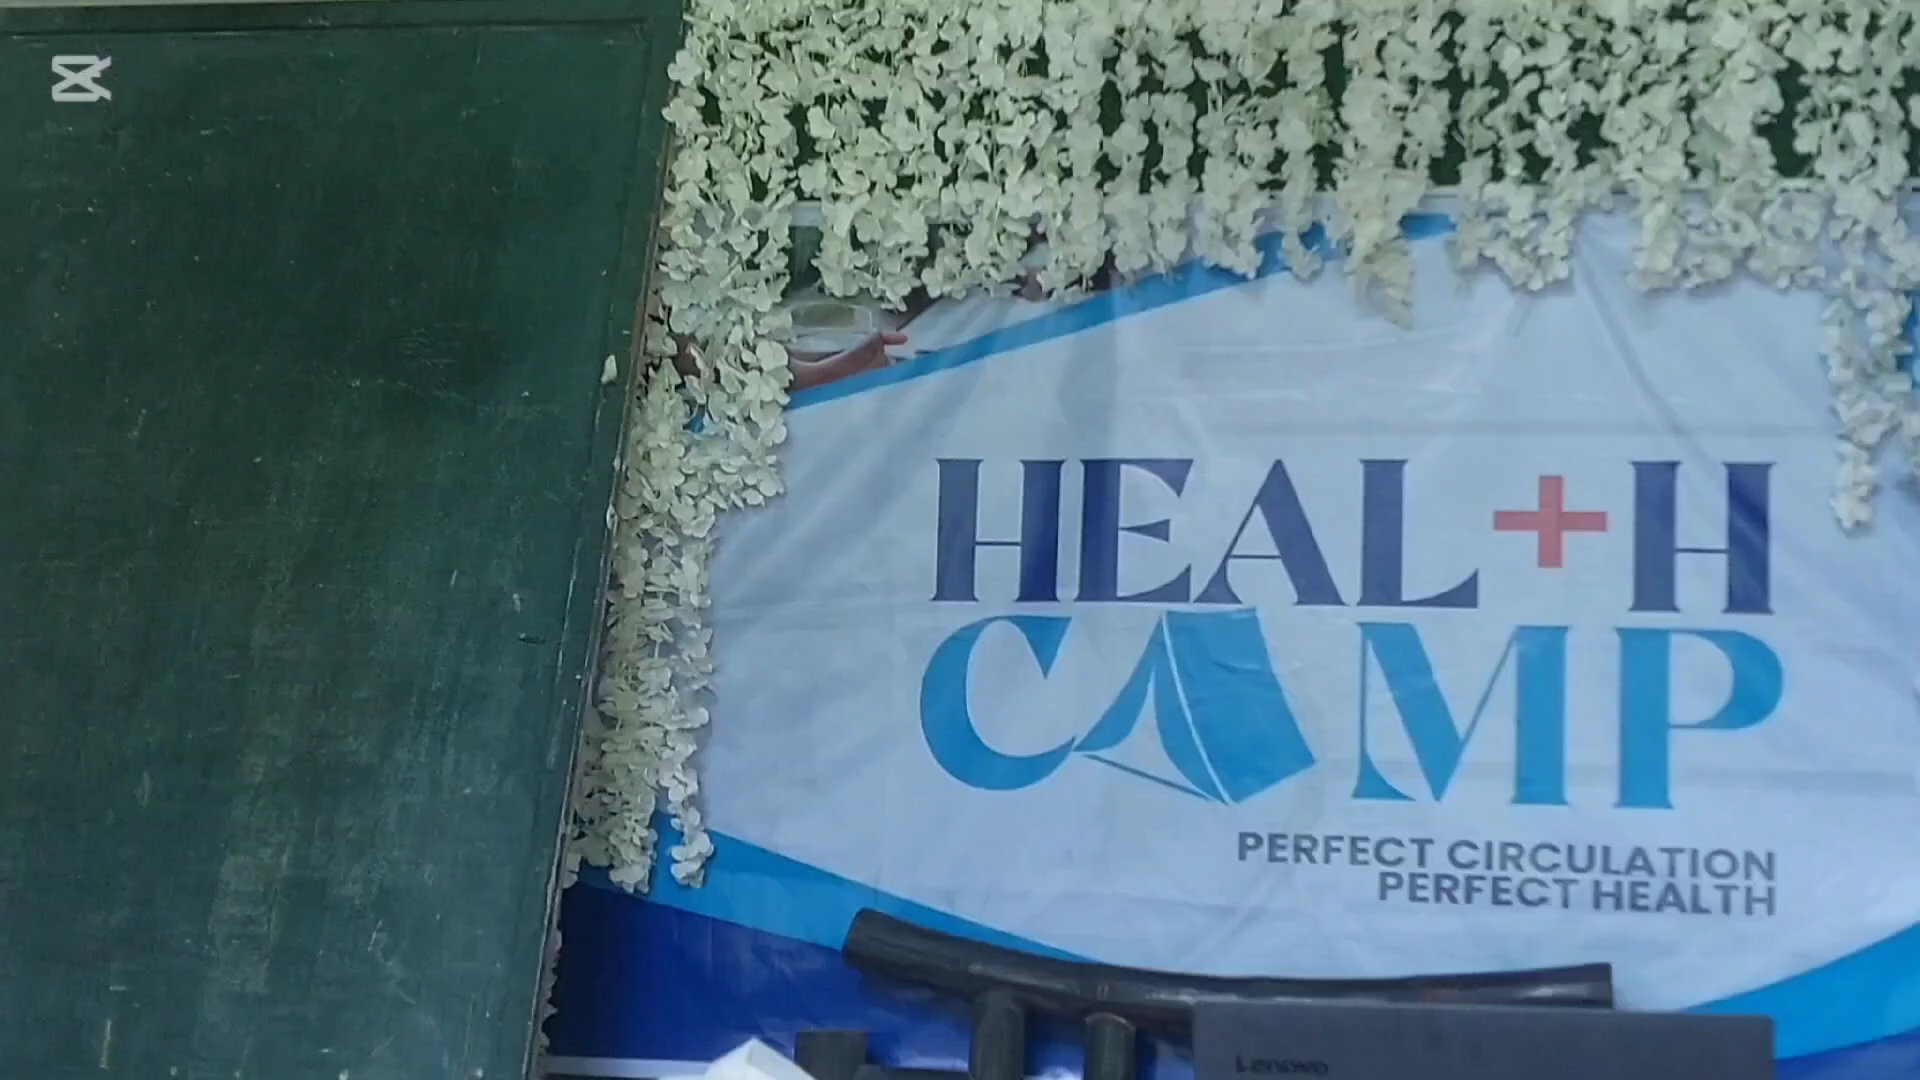 HEAL+H
CAMP
PERFECT CIRCULATION
PERFECT HEALTH
Lenovo